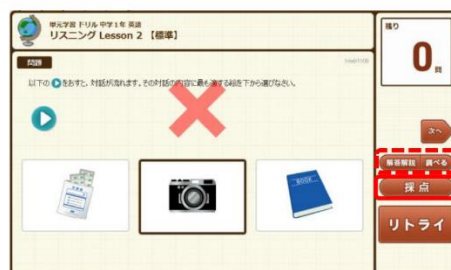 単元学習 ドリル 中学1年 英語
リスニング Lesson 2 【標準】
残り
0問
問題
以下の をおすと、対話が流れます。その対話の内容に最も適する絵を下から選びなさい。
次へ
解答解説 調べる
採点
リトライ
BOOK